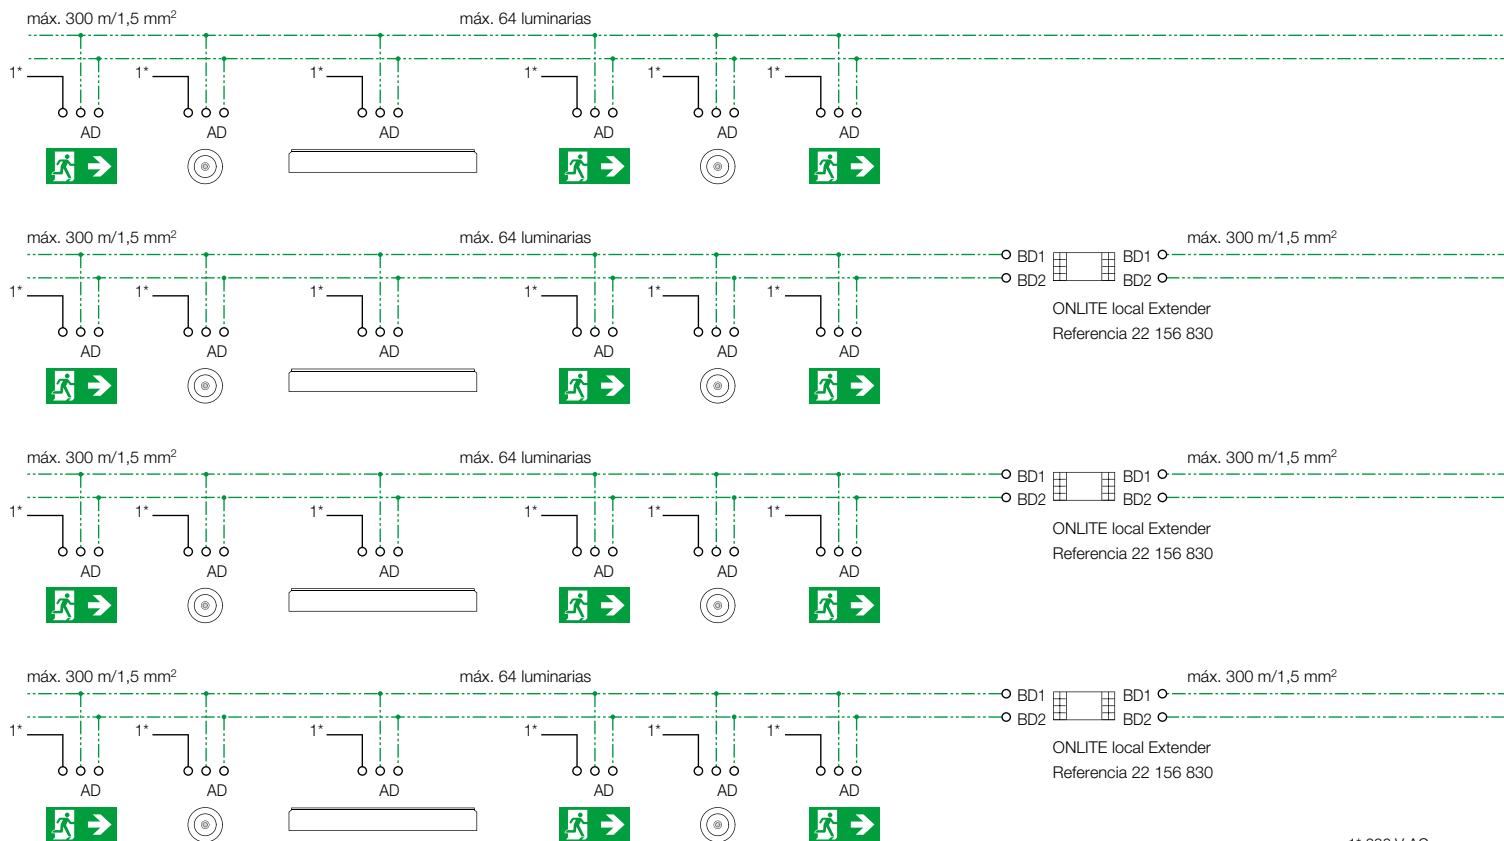 máx. 300 m/1,5 mm² máx. 64 luminarias
1* 1* 1* 1* 1* 1*
AD AD AD AD AD AD
máx. 300 m/1,5 mm² máx. 64 luminarias máx. 300 m/1,5 mm²
BD1 BD1
BD2 BD2
1* 1* 1* 1* 1* 1*
ONLITE local Extender
Referencia 22 156 830
AD AD AD AD AD AD
máx. 300 m/1,5 mm² máx. 64 luminarias máx. 300 m/1,5 mm²
BD1 BD1
BD2 BD2
1* 1* 1* 1* 1* 1*
ONLITE local Extender
Referencia 22 156 830
AD AD AD AD AD AD
máx. 300 m/1,5 mm² máx. 64 luminarias máx. 300 m/1,5 mm²
BD1 BD1
BD2 BD2
1* 1* 1* 1* 1* 1*
ONLITE local Extender
Referencia 22 156 830
AD AD AD AD AD AD